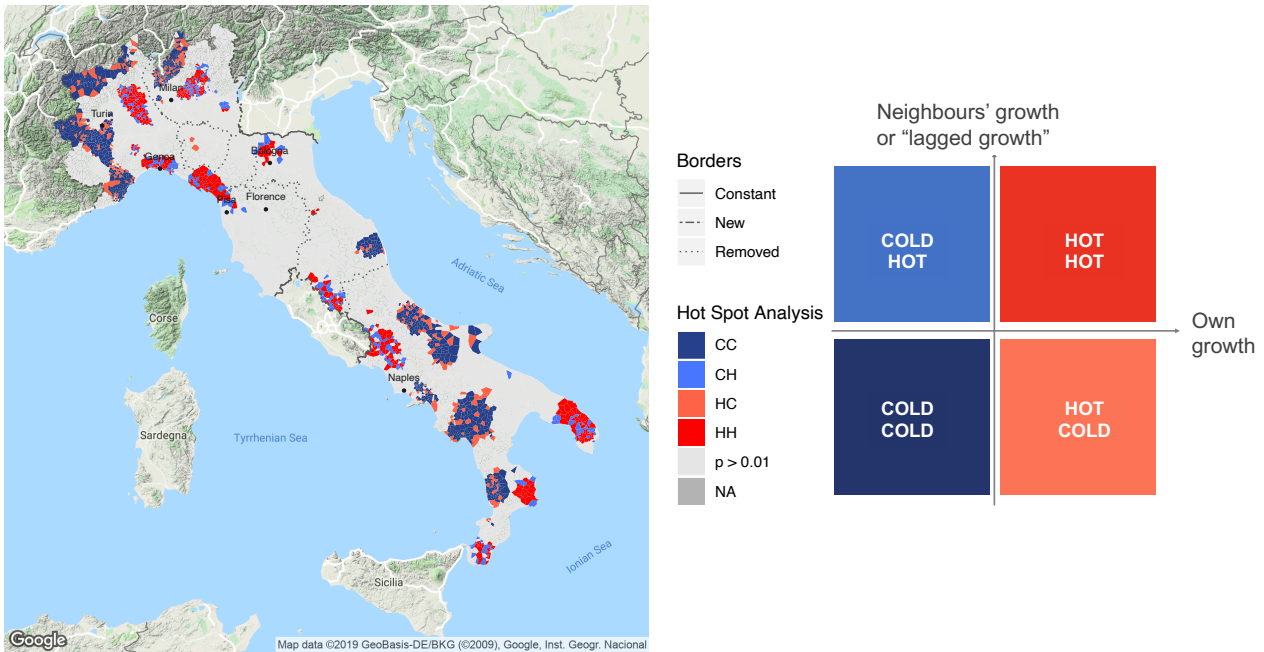 Milan
Turin
Genoa
Bologna
Pisa
Florence
Adriatic Sea
Corse
Naples
Sardegna
Tyrrhenian Sea
Ionian Sea
Sicilia
Google
Map data ©2019 GeoBasis-DE/BKG (©2009), Google, Inst. Geogr. Nacional
Borders
Constant
New
Removed
Hot Spot Analysis
CC
CH
HC
HH
p > 0.01
NA
Neighbours’ growth
or “lagged growth”
COLD
HOT
HOT
HOT
Own
growth
COLD
COLD
HOT
COLD